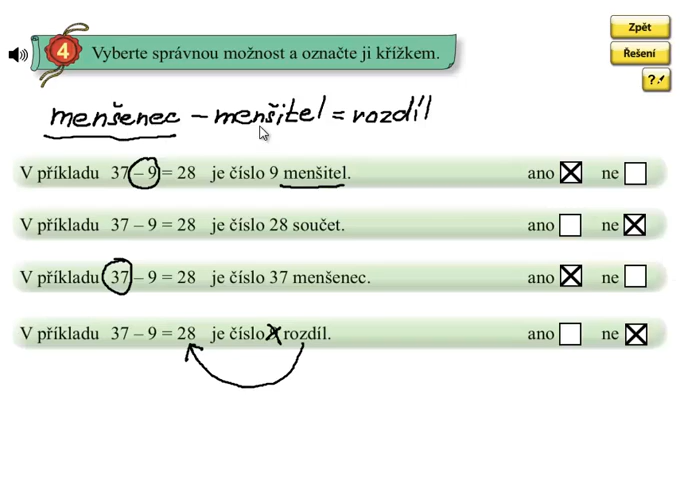 Zpět
4 Vyberte správnou možnost a označte ji křížkem.
Řešení
?
menšenec - menšitel = rozdíl
V příkladu 37 – 9 = 28 je číslo 9 menšitel. ano ne
V příkladu 37 – 9 = 28 je číslo 28 součet. ano ne
V příkladu 37 – 9 = 28 je číslo 37 menšenec. ano ne
V příkladu 37 – 9 = 28 je číslo rozdíl. ano ne